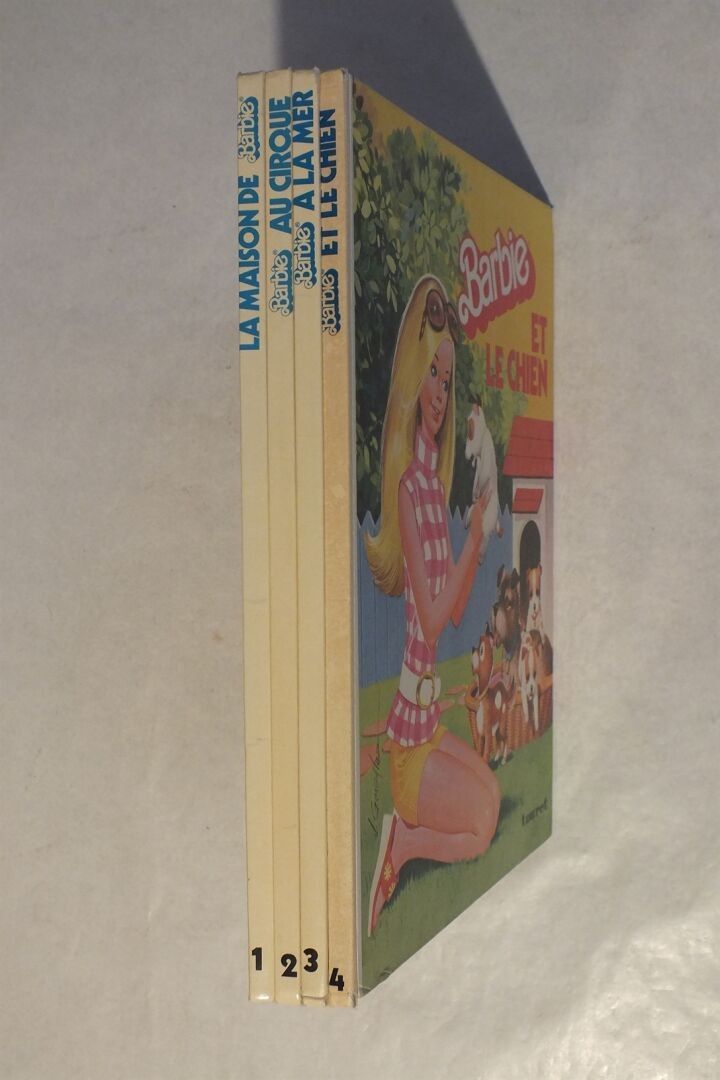 LA MAISON DE Barbie
1
Barbie AU CIRQUE
2
Barbie A LA MER
3
Barbie ET LE CHIEN
4
Barbie
ET
LE CHIEN
touret